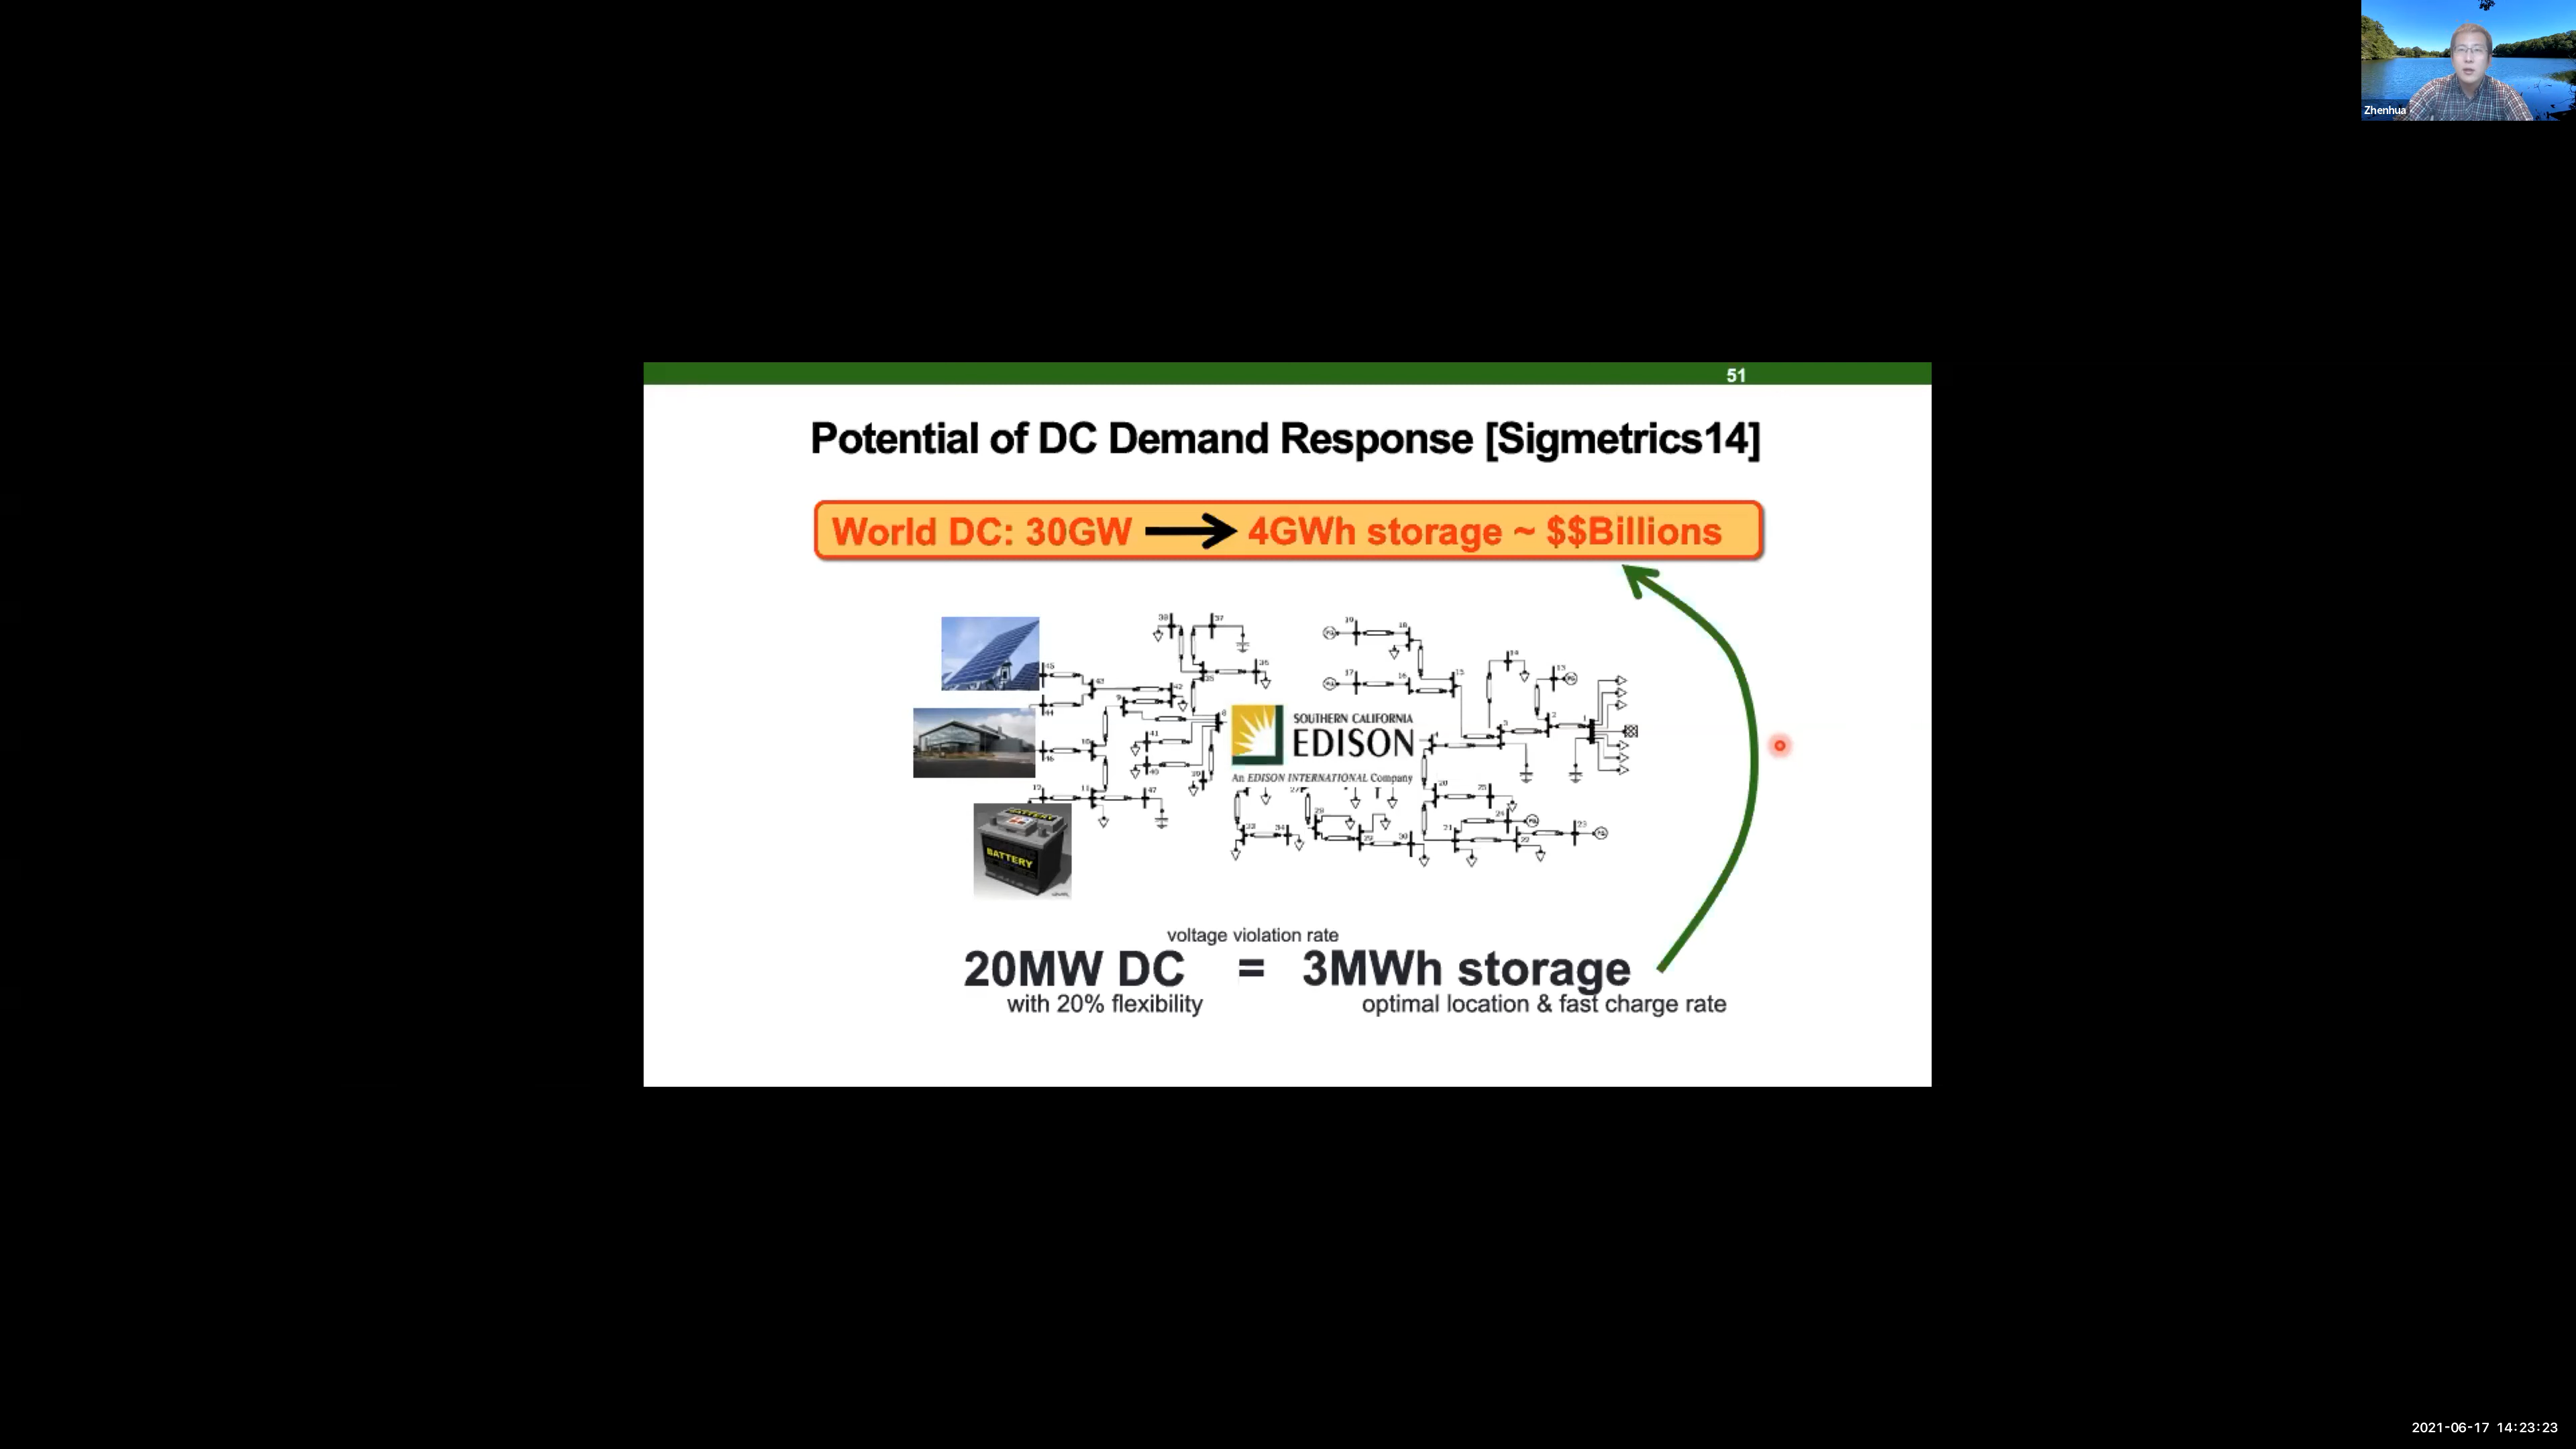 Zhenhua
51
Potential of DC Demand Response [Sigmetrics14]
World DC: 30GW 4GWh storage ~ $$Billions
SOUTHERN CALIFORNIA
EDISON
An EDISON INTERNATIONAL Company
BATTERY
voltage violation rate
20MW DC = 3MWh storage
with 20% flexibility optimal location & fast charge rate
2021-06-17 14:23:23